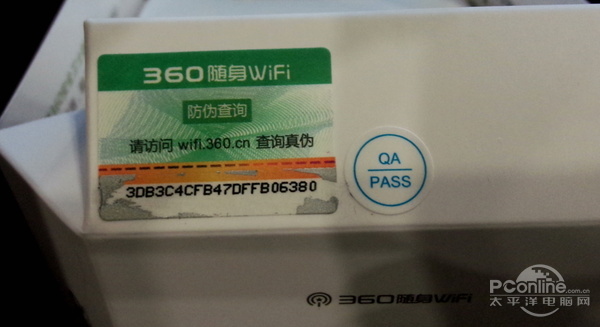 360随身WiFi
防伪查询
请访问 wifi.360.cn 查询真伪
3DB3C4CFB47DFFB06380
QA
PASS
360随身WiFi
PConline.com.cn
太平洋电脑网